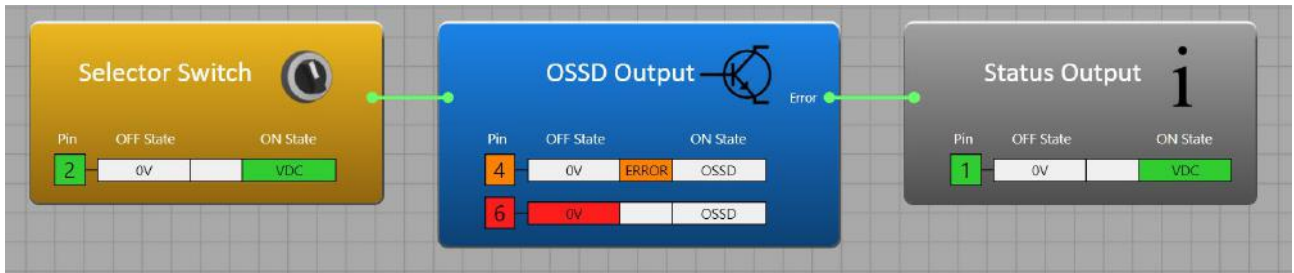 Selector Switch
Pin OFF State ON State
2 0V VDC
OSSD Output
Error
Pin OFF State ON State
4 0V ERROR OSSD
6 0V OSSD
Status Output i
Pin OFF State ON State
1 0V VDC